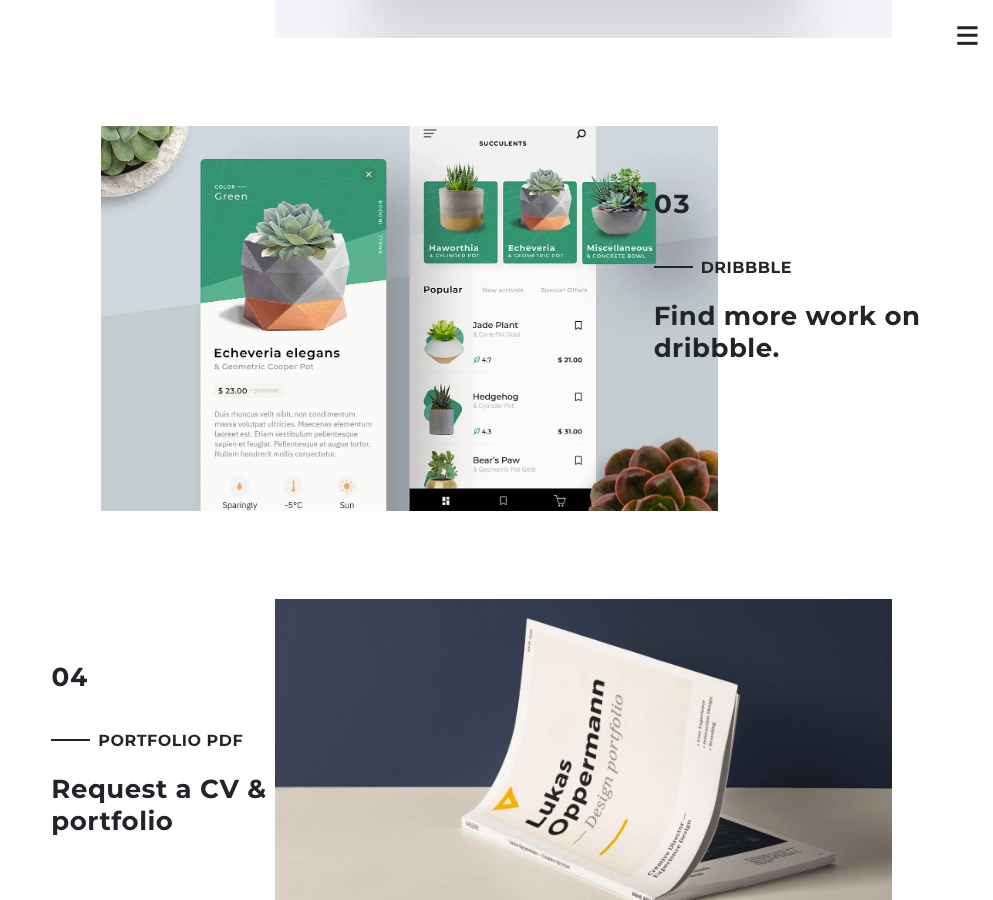 SUCCULENTS
COLOR
Green
SMALL INDOOR
Haworthia
& CYLINDER POT
Echeveria
& GEOMETRIC POT
Miscellaneous
& CONCRETE BOWL
03
DRIBBBLE
Find more work on
dribbble.
Popular New arrivals Special Offers
Jade Plant
& Cone Pot Gold
4.7 $ 21.00
Echeveria elegans
& Geometric Cooper Pot
$ 23.00 + SHIPPING
Duis rhoncus velit nibh, non condimentum
massa volutpat ultricies. Maecenas elementum
laoreet est. Etiam vestibulum pellentesque
sapien et feugiat. Pellentesque at augue tortor.
Nullam hendrerit mollis consectetur.
Sparingly -5°C Sun
Hedgehog
& Cylinder Pot
4.3 $ 31.00
Bear's Paw
& Geometric Pot Gold
04
PORTFOLIO PDF
Request a CV &
portfolio
Lukas
Oppermann
— Design portfolio
– User Experience
– Interaction Design
– Branding
Creative Director —
Experience Design